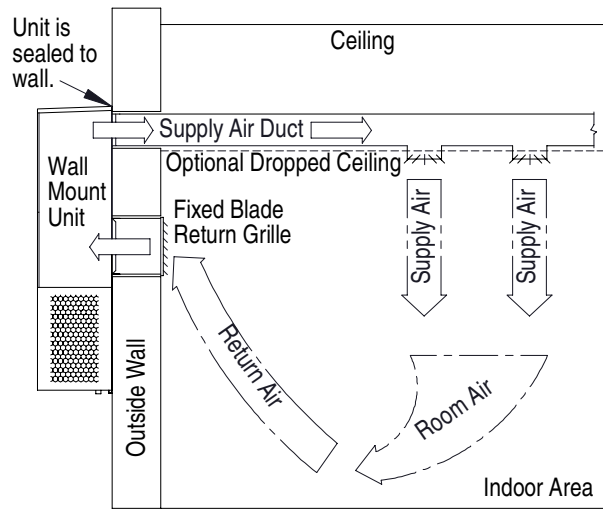 Unit is
sealed to
wall.
Ceiling
Supply Air Duct
Optional Dropped Ceiling
Wall
Mount
Unit
Fixed Blade
Return Grille
Supply Air
Supply Air
Return Air
Room Air
Outside Wall
Indoor Area